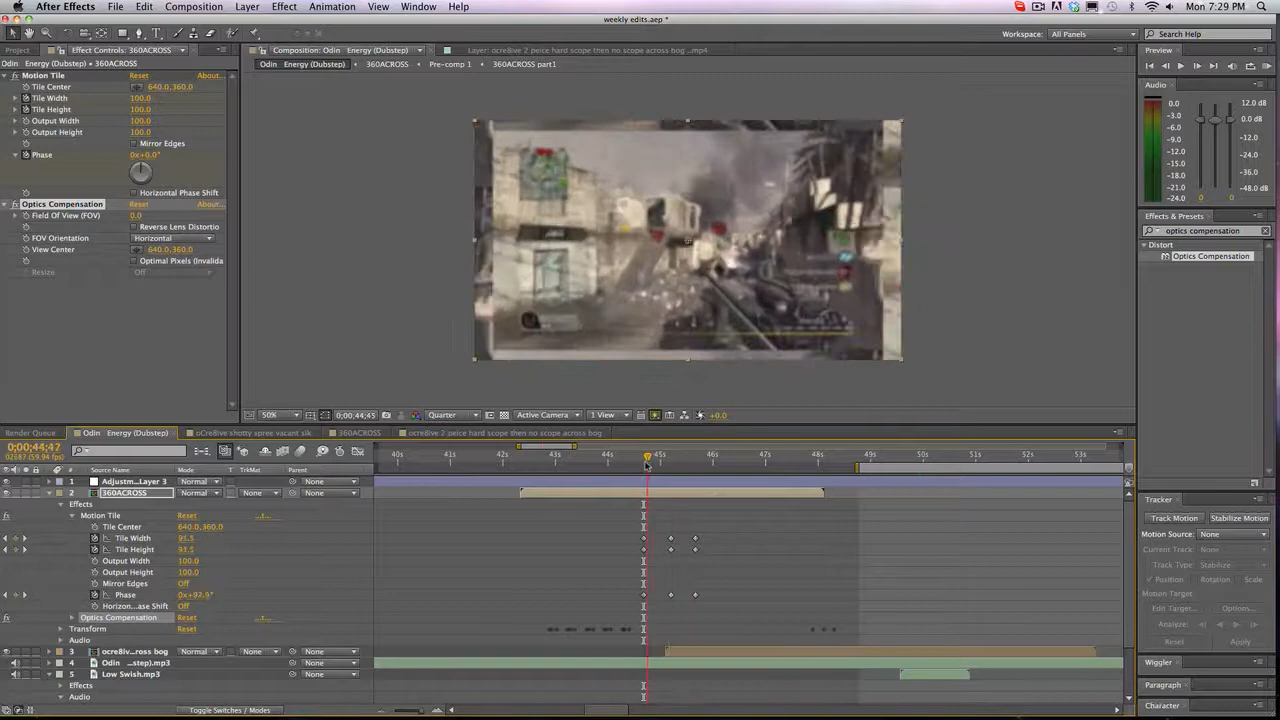 After Effects File Edit Composition Layer Effect Animation View Window Help Mon 7:29 PM
weekly edits.aep *
Workspace: All Panels Search Help
Project Effect Controls: 360ACROSS Composition: Odin Energy (Dubstep) Layer: ocre8ive 2 peice hard scope then no scope across bog ...mp4 Preview
Odin Energy (Dubstep) • 360ACROSS Odin Energy (Dubstep) 360ACROSS Pre-comp 1 360ACROSS part1
Motion Tile Reset About...
Tile Center 640.0,360.0
Tile Width 100.0
Tile Height 100.0
Output Width 100.0
Output Height 100.0
Mirror Edges
Phase 0x+0.0°
Horizontal Phase Shift
Optics Compensation Reset About...
Field Of View (FOV) 0.0
Reverse Lens Distortio
FOV Orientation Horizontal
View Center 640.0,360.0
Optimal Pixels (Invalida
Resize Off
Audio
0.0 12.0 dB
-3.0
-6.0 0.0 dB
-9.0
-12.0 -12.0
-15.0 -24.0
-18.0 -36.0
-21.0 -48.0
-24.0 0 0
Effects & Presets
optics compensation
Distort
Optics Compensation
50% 0;00;44;45 Quarter Active Camera 1 View +0.0
Render Queue Odin Energy (Dubstep) oCre8ive shotty spree vacant sik 360ACROSS ocre8ive 2 peice hard scope then no scope across bog
0;00;44;47
02687 (59.94 fps)
40s 41s 42s 43s 44s 45s 46s 47s 48s 49s 50s 51s 52s 53s
# Source Name Mode T TrkMat Parent
1 Adjustm...Layer 3 Normal None
2 360ACROSS Normal None None
Effects
Motion Tile Reset ...t...
Tile Center 640.0,360.0
Tile Width 93.5
Tile Height 93.5
Output Width 100.0
Output Height 100.0
Mirror Edges Off
Phase 0x+92.9°
Horizon...ase Shift Off
Optics Compensation Reset ...t...
Transform Reset
Audio
3 ocre8iv...ross bog Normal None None
4 Odin ...step).mp3 None
5 Low Swish.mp3 None
Effects
Audio
Toggle Switches / Modes
Tracker
Track Motion Stabilize Motion
Motion Source: None
Current Track: None
Track Type: Stabilize
Position Rotation Scale
Motion Target
Edit Target... Options...
Analyze:
Reset Apply
Wiggler
Paragraph
Character